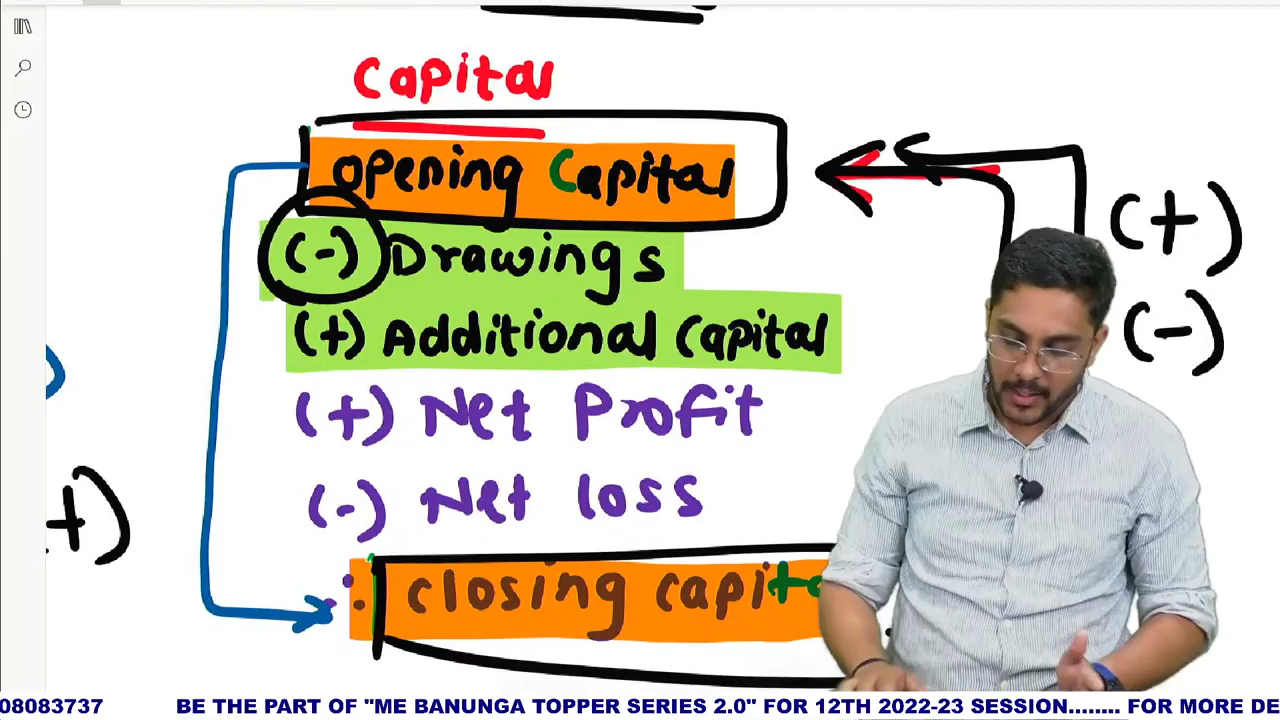 Capital
opening Capital
(-) Drawings
(+) Additional Capital
(+) Net Profit
(-) Net loss
: closing capit
(+)
(-)
+)
08083737 BE THE PART OF "ME BANUNGA TOPPER SERIES 2.0" FOR 12TH 2022-23 SESSION........ FOR MORE DE